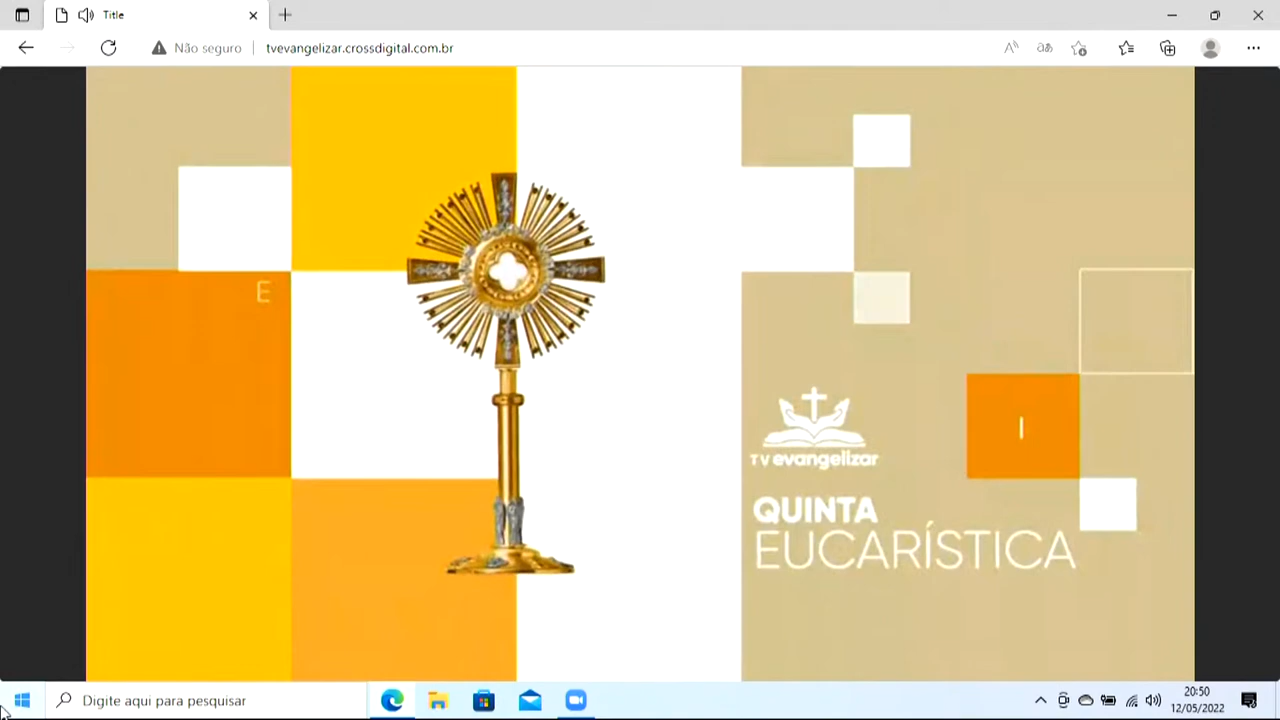 Title
Não seguro
tvevangelizar.crossdigital.com.br
E
I
TV evangelizar
QUINTA
EUCARÍSTICA
Digite aqui para pesquisar
20:50
12/05/2022